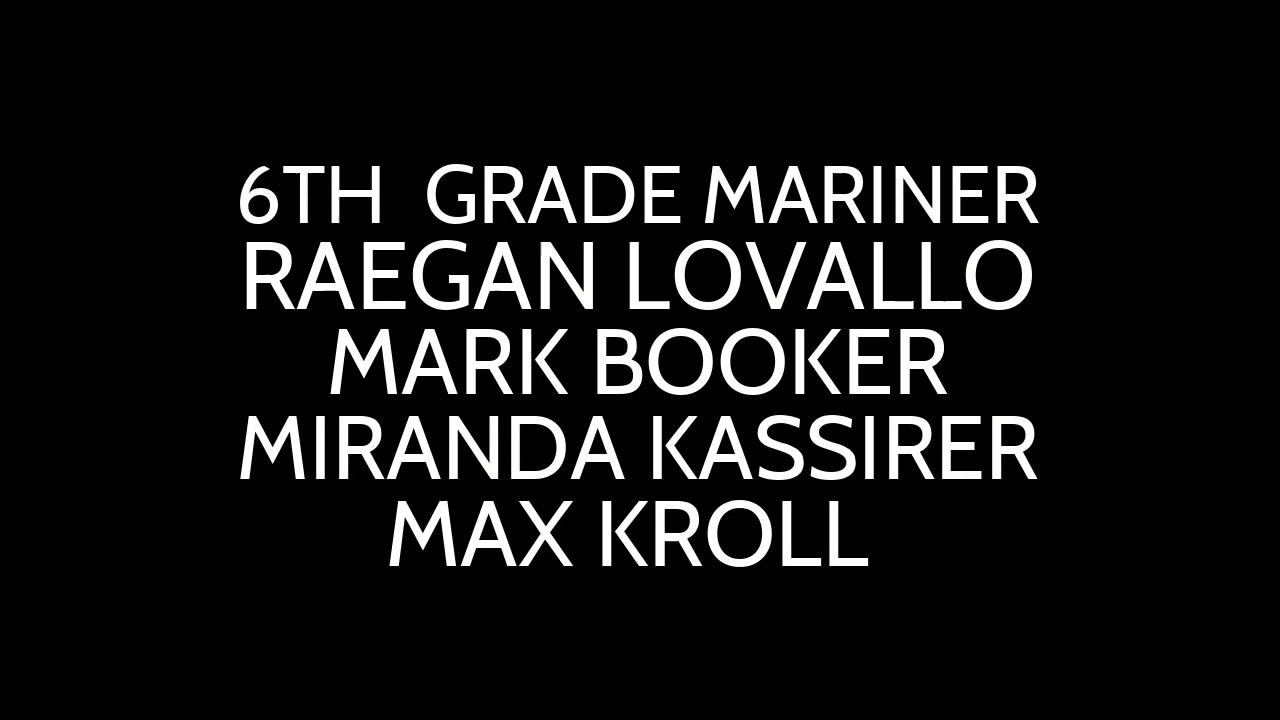 6TH  GRADE MARINER
RAEGAN LOVALLO
MARK BOOKER
MIRANDA KASSIRER
MAX KROLL